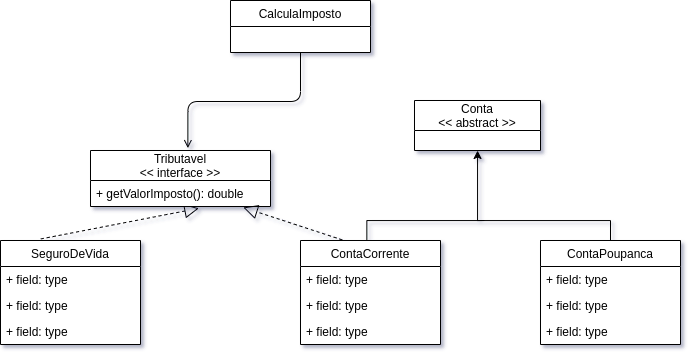 CalculaImposto
Conta
<< abstract >>
Tributavel
<< interface >>
+ getValorImposto(): double
SeguroDeVida
+ field: type
+ field: type
+ field: type
ContaCorrente
+ field: type
+ field: type
+ field: type
ContaPoupanca
+ field: type
+ field: type
+ field: type